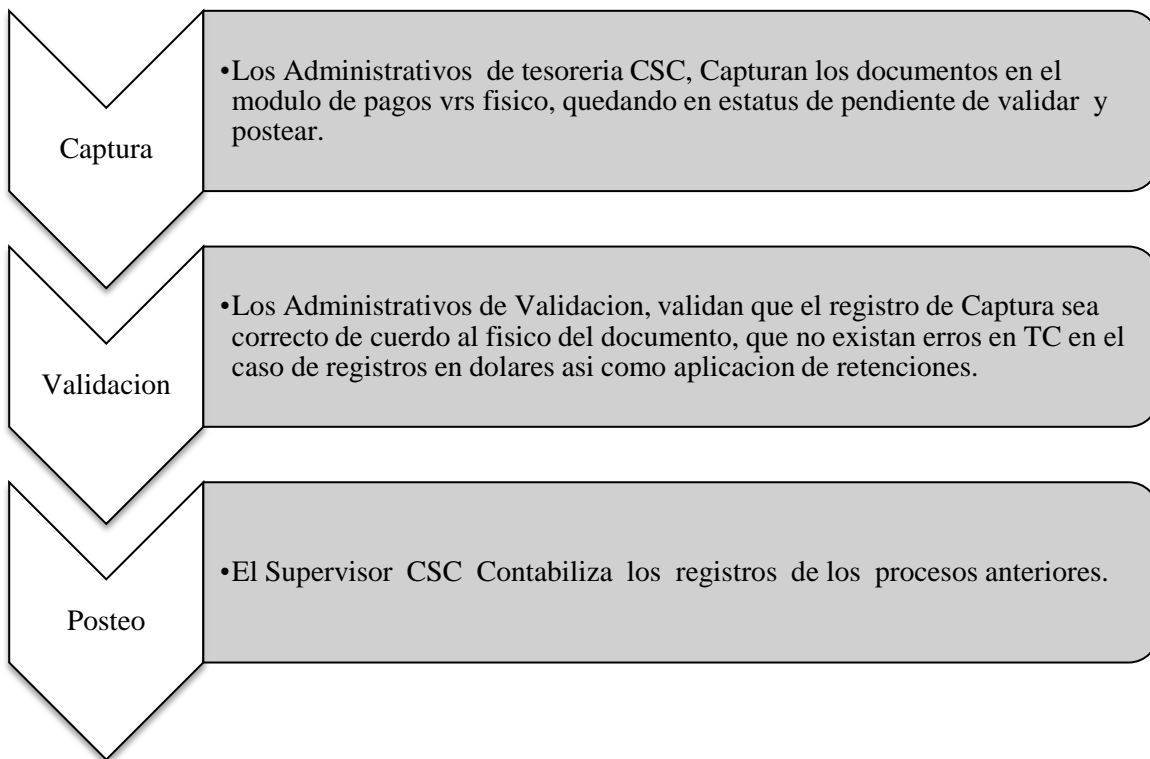 Captura
•Los Administrativos de tesoreria CSC, Capturan los documentos en el
modulo de pagos vrs fisico, quedando en estatus de pendiente de validar y
postear.
Validacion
•Los Administrativos de Validacion, validan que el registro de Captura sea
correcto de cuerdo al fisico del documento, que no existan erros en TC en el
caso de registros en dolares asi como aplicacion de retenciones.
Posteo
•El Supervisor CSC Contabiliza los registros de los procesos anteriores.